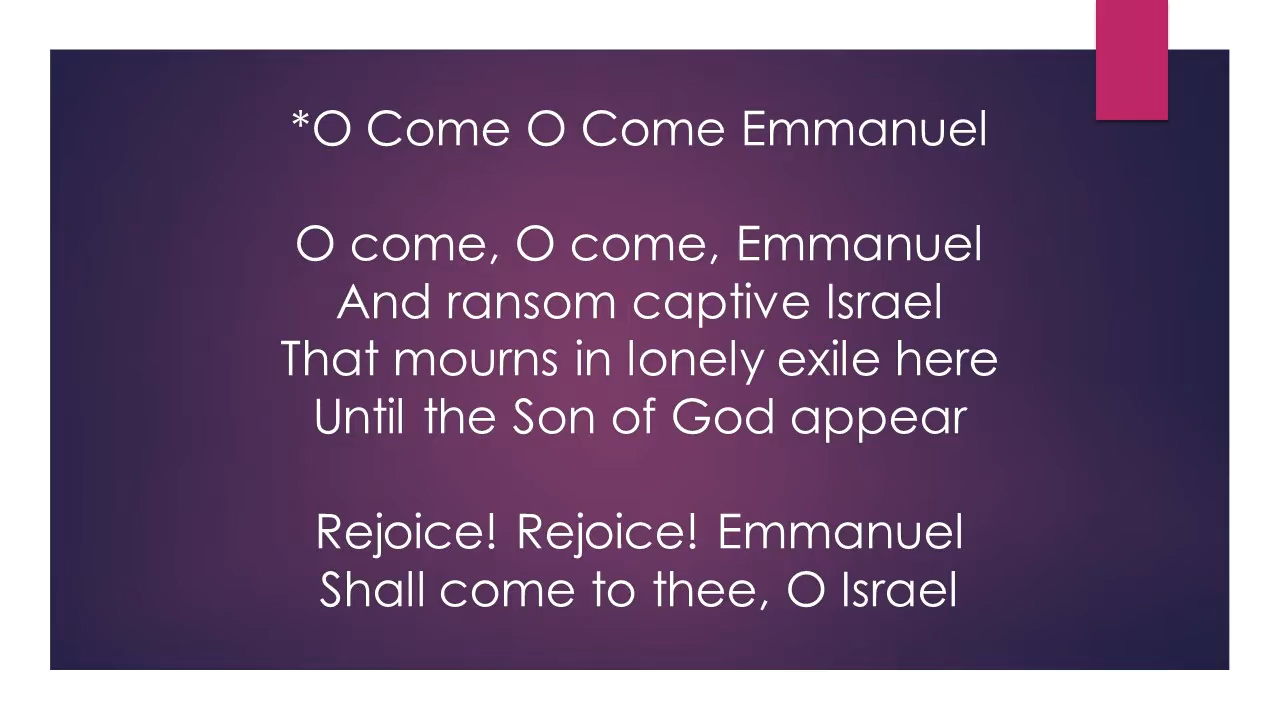 *O Come O Come Emmanuel
O come, O come, Emmanuel
And ransom captive Israel
That mourns in lonely exile here
Until the Son of God appear
Rejoice! Rejoice! Emmanuel
Shall come to thee, O Israel